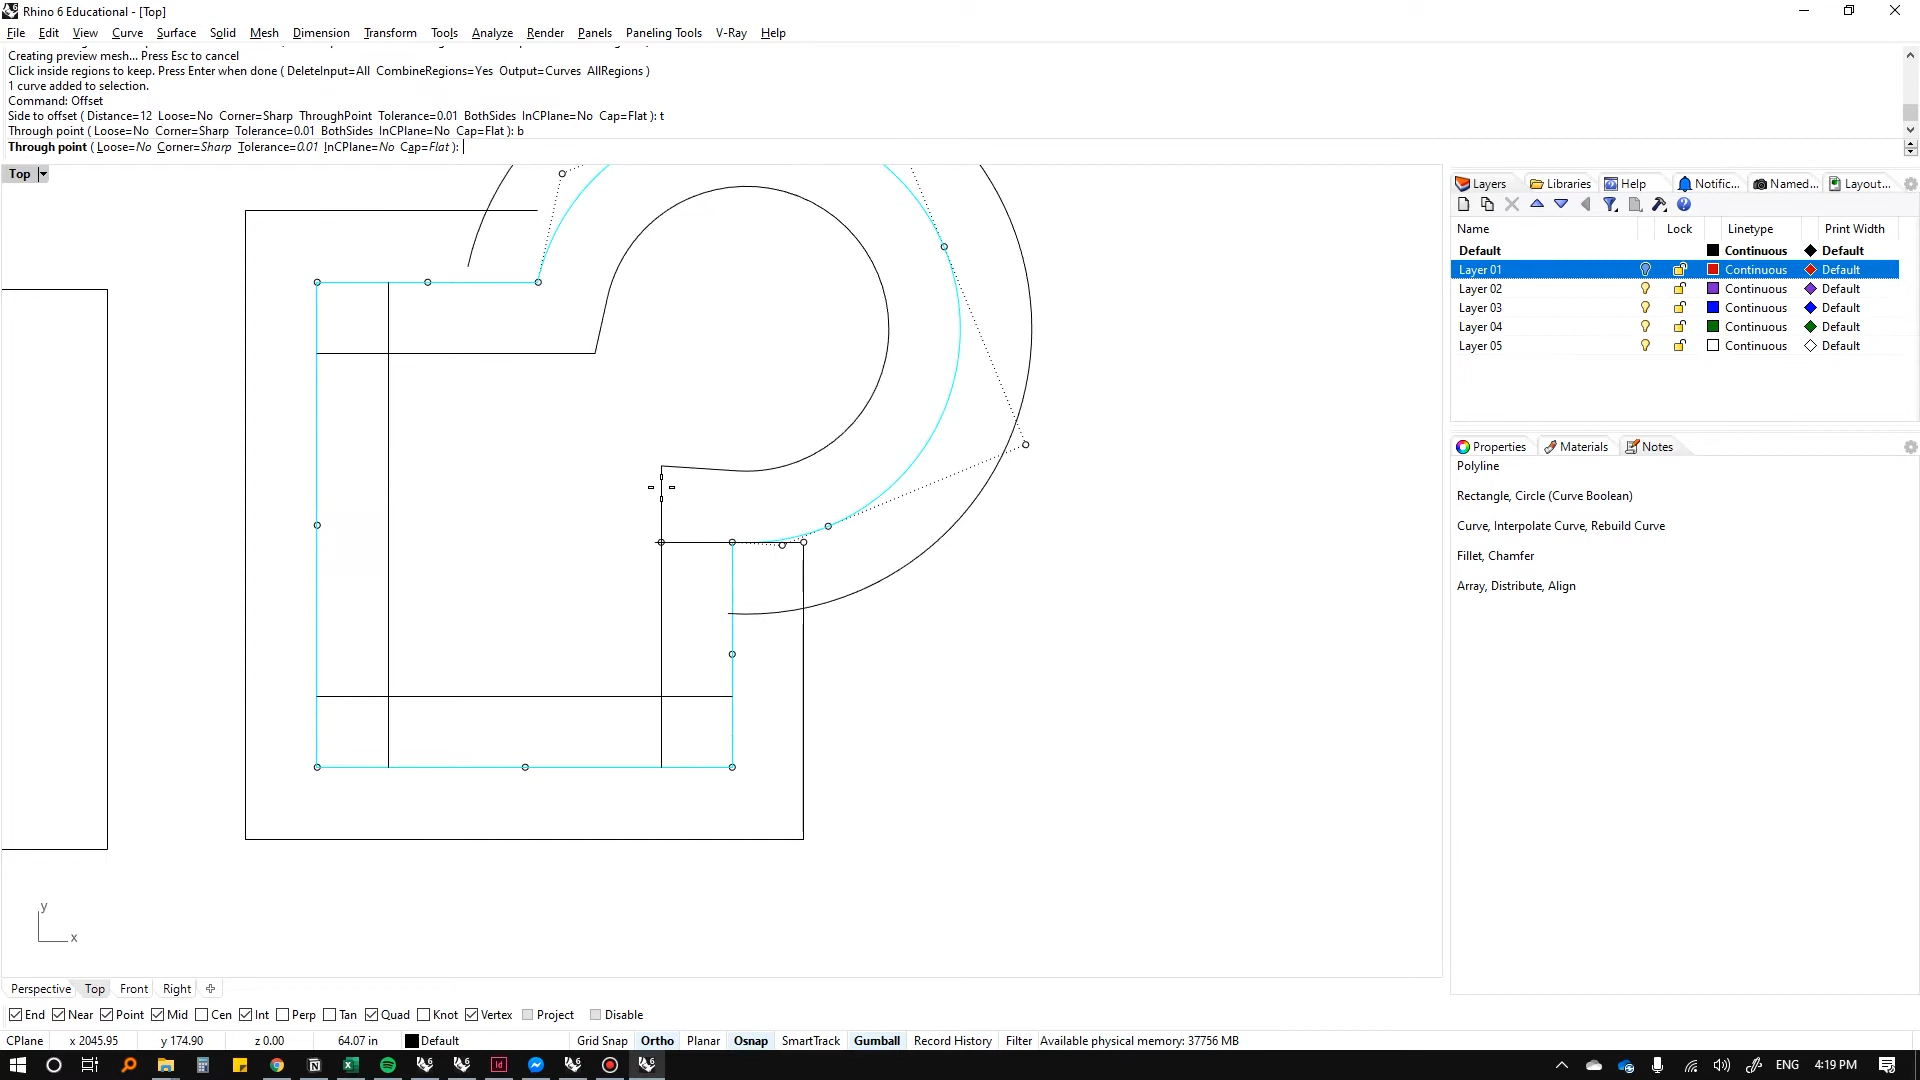 Rhino 6 Educational - [Top]
File Edit View Curve Surface Solid Mesh Dimension Transform Tools Analyze Render Panels Paneling Tools V-Ray Help
Creating preview mesh... Press Esc to cancel
Click inside regions to keep. Press Enter when done ( DeleteInput=All CombineRegions=Yes Output=Curves AllRegions )
1 curve added to selection.
Command: Offset
Side to offset ( Distance=12 Loose=No Corner=Sharp ThroughPoint Tolerance=0.01 BothSides InCPlane=No Cap=Flat ): t
Through point ( Loose=No Corner=Sharp Tolerance=0.01 BothSides InCPlane=No Cap=Flat ): b
Through point ( Loose=No Corner=Sharp Tolerance=0.01 InCPlane=No Cap=Flat ):
Top
Layers Libraries Help Notific... Named... Layout...
Name Lock Linetype Print Width
Default Continuous Default
Layer 01 Continuous Default
Layer 02 Continuous Default
Layer 03 Continuous Default
Layer 04 Continuous Default
Layer 05 Continuous Default
Properties Materials Notes
Polyline
Rectangle, Circle (Curve Boolean)
Curve, Interpolate Curve, Rebuild Curve
Fillet, Chamfer
Array, Distribute, Align
y
x
Perspective Top Front Right
End Near Point Mid Cen Int Perp Tan Quad Knot Vertex Project Disable
CPlane x 2045.95 y 174.90 z 0.00 64.07 in Default Grid Snap Ortho Planar Osnap SmartTrack Gumball Record History Filter Available physical memory: 37756 MB
ENG 4:19 PM